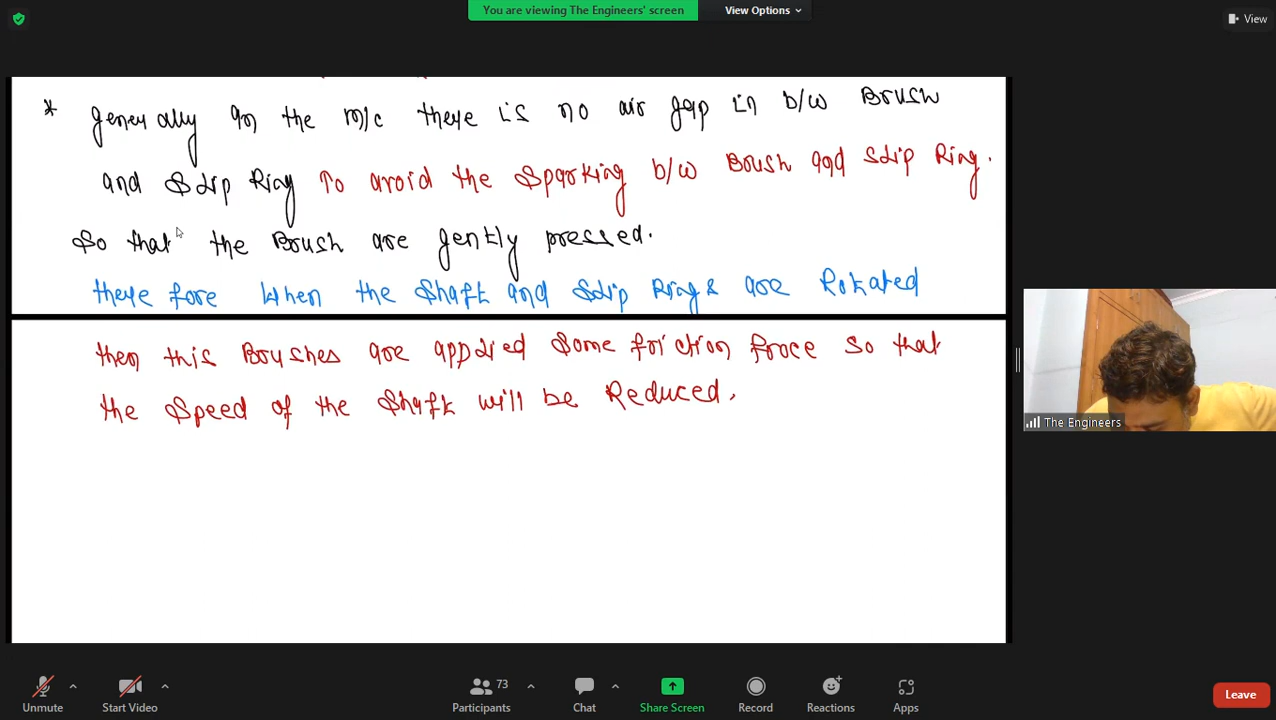 You are viewing The Engineers' screen
View Options
View
* generally in the m/c there is no air gap in b/w Brush
and Slip Ring To avoid the Sparking b/w Brush and Slip Ring.
So that the Brush are gently pressed.
there fore when the Shaft and Slip Rings are Rotated
then this Brushes are applied Some friction force So that
the Speed of the Shaft will be Reduced.
The Engineers
Unmute
Start Video
73
Participants
Chat
Share Screen
Record
Reactions
Apps
Leave